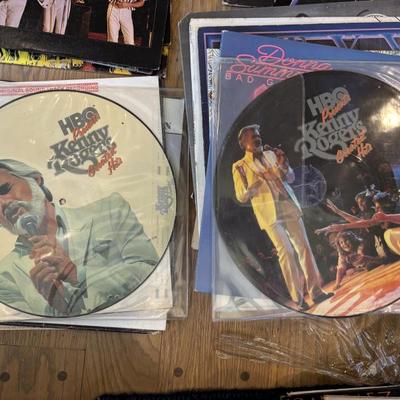 HBO
Presents
Kenny
Rogers
Greatest
Hits
Donna
Summer
BAD G
HBO
Presents
Kenny
Rogers
Greatest
Hits